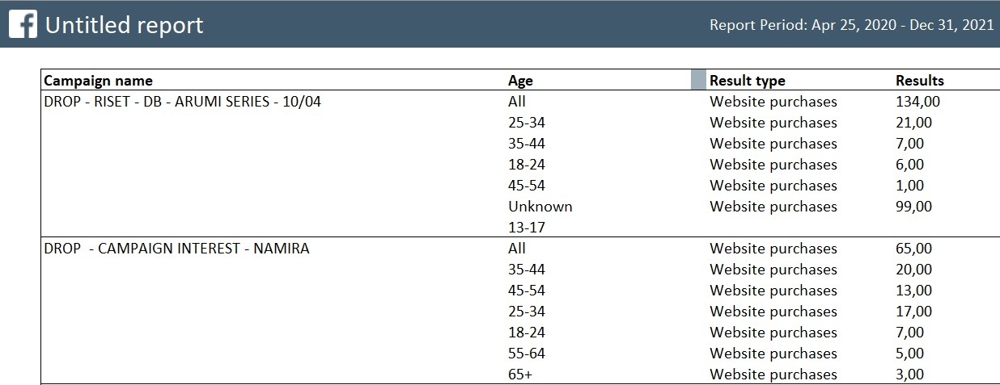 f Untitled report Report Period: Apr 25, 2020 - Dec 31, 2021
Campaign name Age Result type Results
DROP - RISET - DB - ARUMI SERIES - 10/04 All Website purchases 134,00
25-34 Website purchases 21,00
35-44 Website purchases 7,00
18-24 Website purchases 6,00
45-54 Website purchases 1,00
Unknown Website purchases 99,00
13-17
DROP - CAMPAIGN INTEREST - NAMIRA All Website purchases 65,00
35-44 Website purchases 20,00
45-54 Website purchases 13,00
25-34 Website purchases 17,00
18-24 Website purchases 7,00
55-64 Website purchases 5,00
65+ Website purchases 3,00